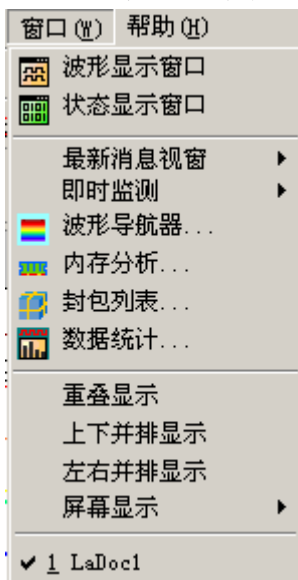 窗口(W) 帮助(H)
波形显示窗口
状态显示窗口
最新消息视窗
即时监测
波形导航器...
内存分析...
封包列表...
数据统计...
重叠显示
上下并排显示
左右并排显示
屏幕显示
✔ 1 LaDoc1